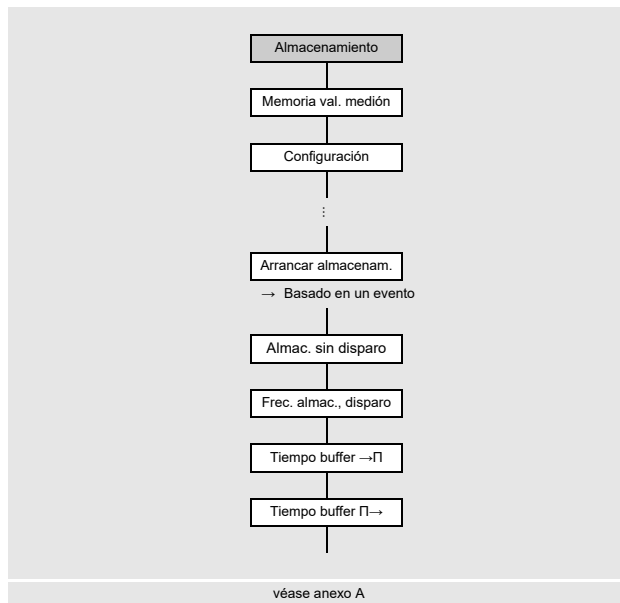 Almacenamiento
Memoria val. medión
Configuración
⋮
Arrancar almacenam.
→ Basado en un evento
Almac. sin disparo
Frec. almac., disparo
Tiempo buffer →Π
Tiempo buffer Π→
véase anexo A